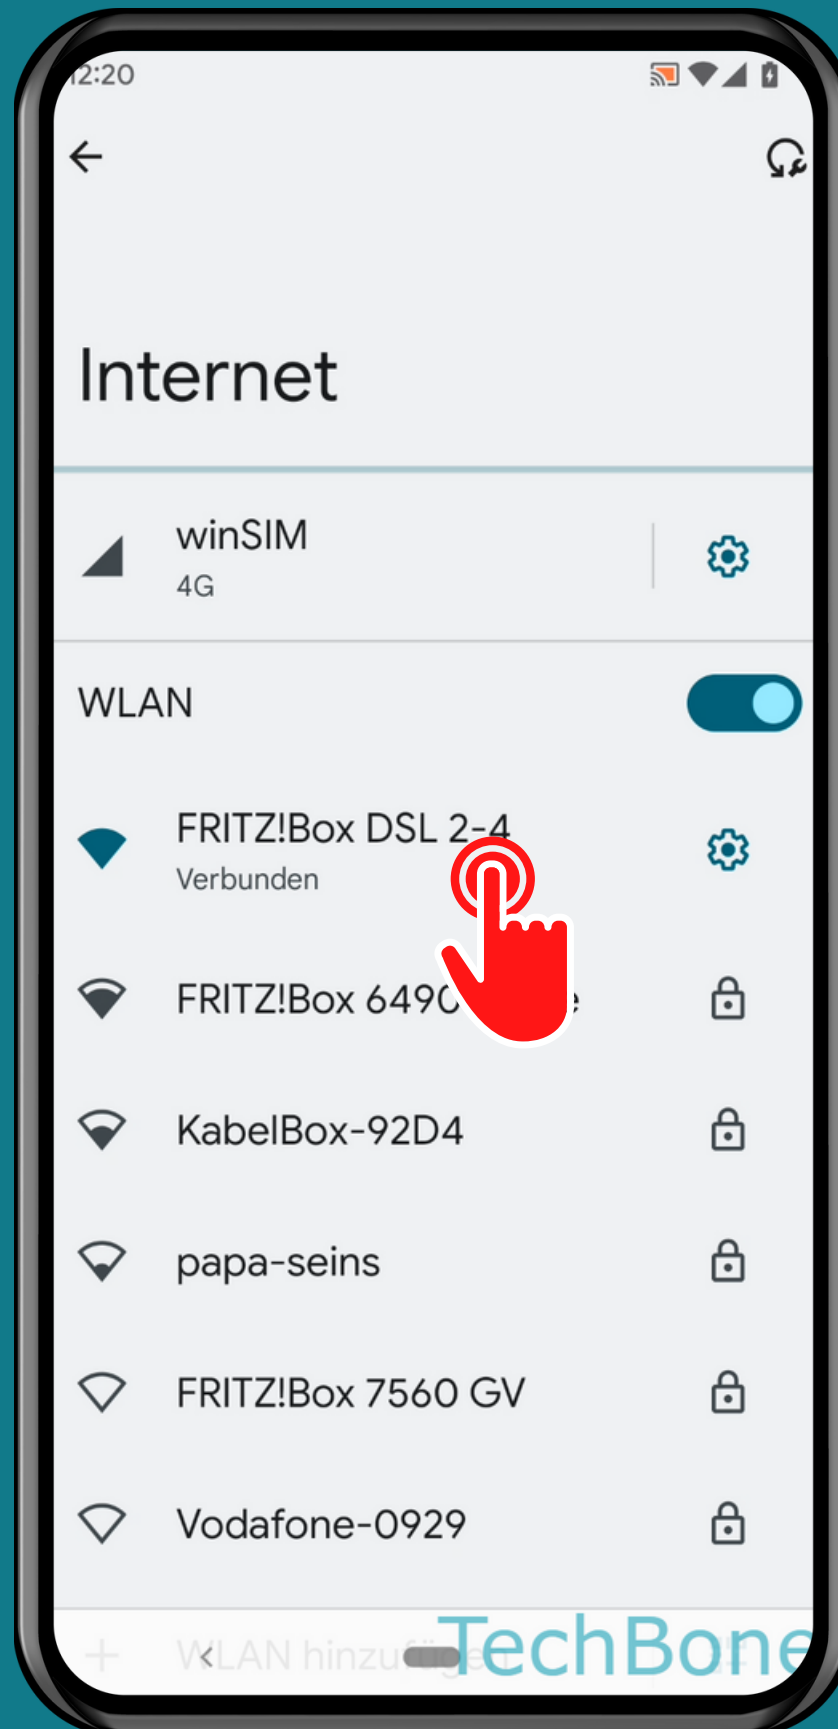 12:20
Internet
winSIM
4G
WLAN
FRITZ!Box DSL 2-4
Verbunden
FRITZ!Box 6490
KabelBox-92D4
papa-seins
FRITZ!Box 7560 GV
Vodafone-0929
WLAN
TechBone